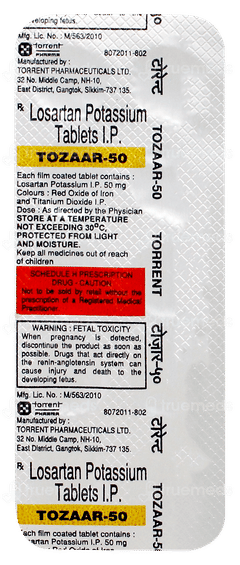 developing fetus.
Mfg. Lic. No.: M/563/2010
torrent
PHARMA
8072011-802
Manufactured by :
TORRENT PHARMACEUTICALS LTD.
32 No. Middle Camp, NH-10,
East District, Gangtok, Sikkim-737 135.
Rx Losartan Potassium
Tablets I.P.
TOZAAR-50
Each film coated tablet contains :
Losartan Potassium I.P. 50 mg
Colours : Red Oxide of Iron
and Titanium Dioxide I.P.
Dose : As directed by the Physician
STORE AT A TEMPERATURE
NOT EXCEEDING 30°C,
PROTECTED FROM LIGHT
AND MOISTURE.
Keep all medicines out of reach
of children
SCHEDULE H PRESCRIPTION
DRUG - CAUTION
Not to be sold by retail without the
prescription of a Registered Medical
Practitioner.
WARNING : FETAL TOXICITY
When pregnancy is detected,
discontinue the product as soon as
possible. Drugs that act directly on
the renin-angiotensin system can
cause injury and death to the
developing fetus.
Mfg. Lic. No.: M/563/2010
torrent
PHARMA
8072011-802
Manufactured by :
TORRENT PHARMACEUTICALS LTD.
32 No. Middle Camp, NH-10,
East District, Gangtok, Sikkim-737 135.
Rx Losartan Potassium
Tablets I.P.
TOZAAR-50
Each film coated tablet contains :
Losartan Potassium I.P. 50 mg
टोरेन्ट
TOZAAR-50
TORRENT
टोज़ार-५०
टोरेन्ट
TOZAAR-5